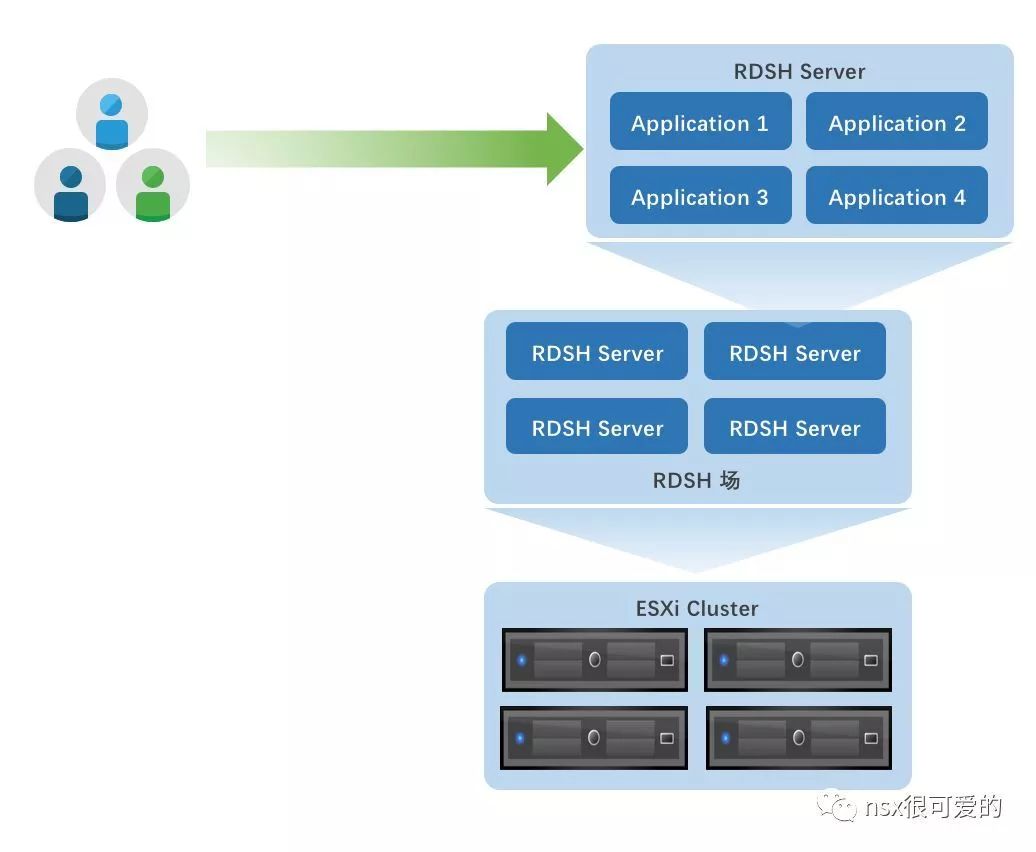 RDSH Server
Application 1 Application 2
Application 3 Application 4
RDSH Server RDSH Server
RDSH Server RDSH Server
RDSH 场
ESXi Cluster
nsx很可爱的